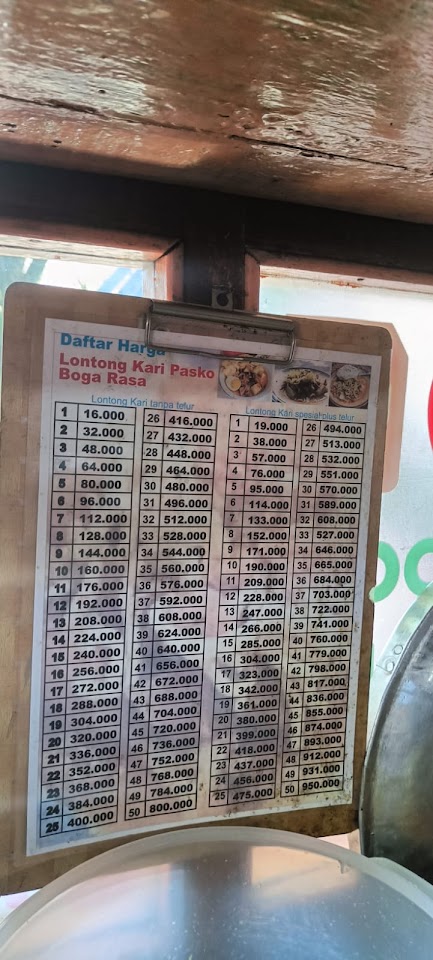 Daftar Harga
Lontong Kari Pasko
Boga Rasa
Lontong Kari tanpa telur
1 16.000 26 416.000
2 32.000 27 432.000
3 48.000 28 448.000
4 64.000 29 464.000
5 80.000 30 480.000
6 96.000 31 496.000
7 112.000 32 512.000
8 128.000 33 528.000
9 144.000 34 544.000
10 160.000 35 560.000
11 176.000 36 576.000
12 192.000 37 592.000
13 208.000 38 608.000
14 224.000 39 624.000
15 240.000 40 640.000
16 256.000 41 656.000
17 272.000 42 672.000
18 288.000 43 688.000
19 304.000 44 704.000
20 320.000 45 720.000
21 336.000 46 736.000
22 352.000 47 752.000
23 368.000 48 768.000
24 384.000 49 784.000
25 400.000 50 800.000
Lontong Kari spesial plus telur
1 19.000 26 494.000
2 38.000 27 513.000
3 57.000 28 532.000
4 76.000 29 551.000
5 95.000 30 570.000
6 114.000 31 589.000
7 133.000 32 608.000
8 152.000 33 527.000
9 171.000 34 646.000
10 190.000 35 665.000
11 209.000 36 684.000
12 228.000 37 703.000
13 247.000 38 722.000
14 266.000 39 741.000
15 285.000 40 760.000
16 304.000 41 779.000
17 323.000 42 798.000
18 342.000 43 817.000
19 361.000 44 836.000
20 380.000 45 855.000
21 399.000 46 874.000
22 418.000 47 893.000
23 437.000 48 912.000
24 456.000 49 931.000
25 475.000 50 950.000